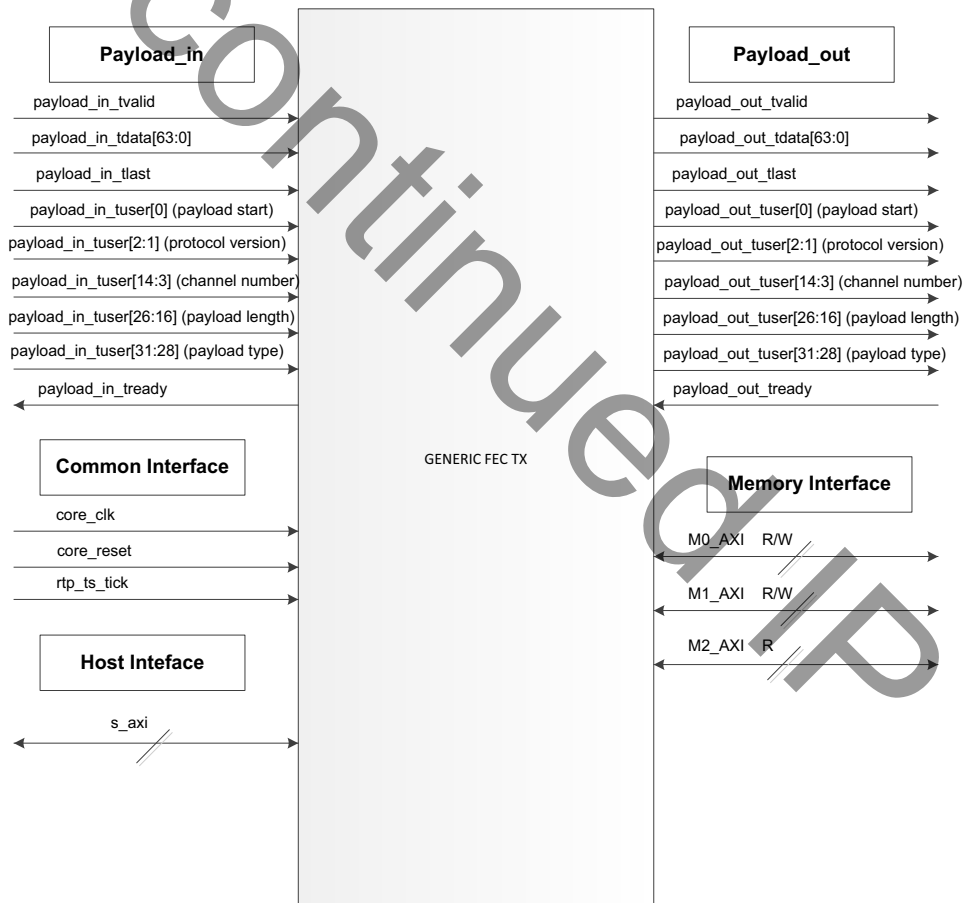 Payload_in
payload_in_tvalid
payload_in_tdata[63:0]
payload_in_tlast
payload_in_tuser[0] (payload start)
payload_in_tuser[2:1] (protocol version)
payload_in_tuser[14:3] (channel number)
payload_in_tuser[26:16] (payload length)
payload_in_tuser[31:28] (payload type)
payload_in_tready
Common Interface
core_clk
core_reset
rtp_ts_tick
Host Inteface
s_axi
GENERIC FEC TX
Payload_out
payload_out_tvalid
payload_out_tdata[63:0]
payload_out_tlast
payload_out_tuser[0] (payload start)
payload_out_tuser[2:1] (protocol version)
payload_out_tuser[14:3] (channel number)
payload_out_tuser[26:16] (payload length)
payload_out_tuser[31:28] (payload type)
payload_out_tready
Memory Interface
M0_AXI R/W
M1_AXI R/W
M2_AXI R
continued IP